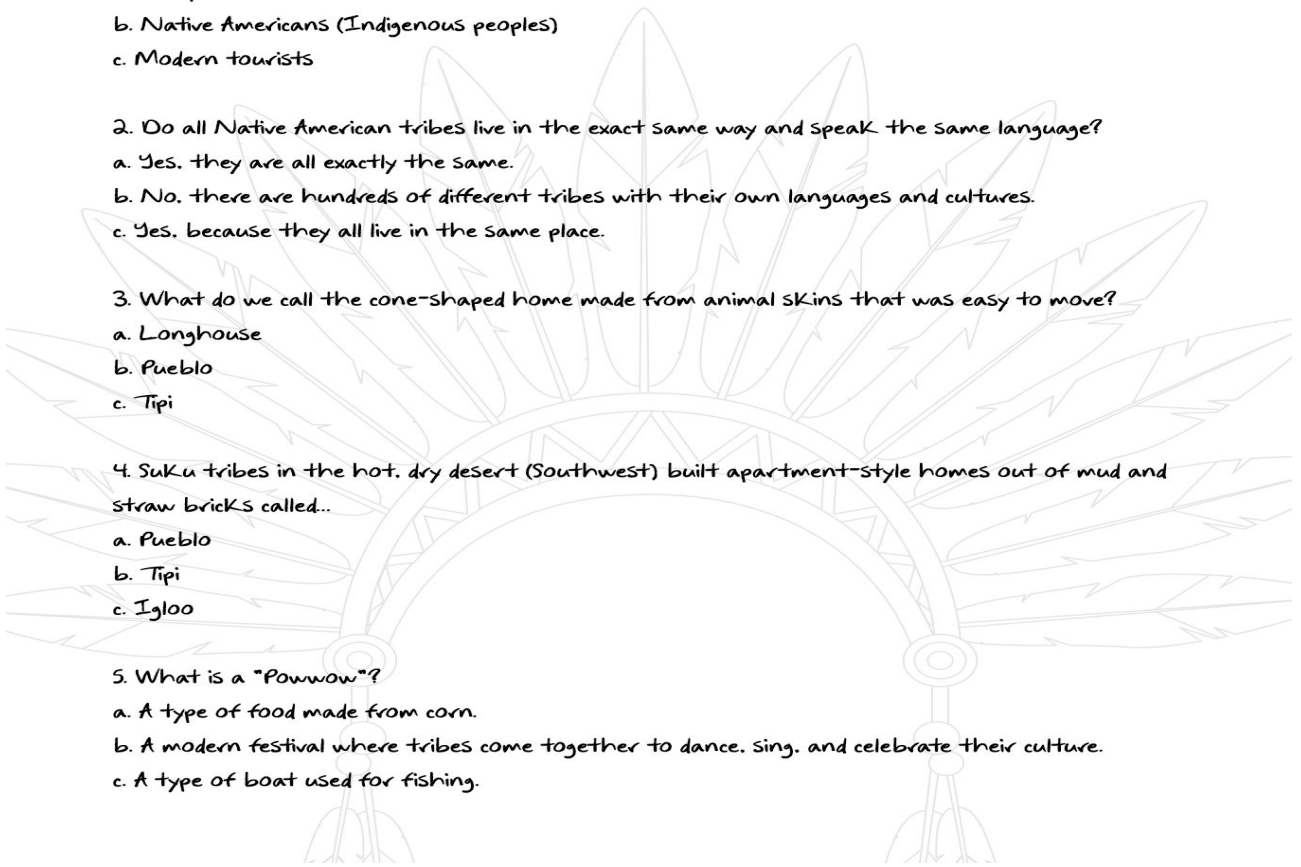 b. Native Americans (Indigenous peoples)
c. Modern tourists
2. Do all Native American tribes live in the exact same way and speak the same language?
a. Yes, they are all exactly the same.
b. No, there are hundreds of different tribes with their own languages and cultures.
c. Yes, because they all live in the same place.
3. What do we call the cone-shaped home made from animal skins that was easy to move?
a. Longhouse
b. Pueblo
c. Tipi
4. Suku tribes in the hot, dry desert (Southwest) built apartment-style homes out of mud and
straw bricks called...
a. Pueblo
b. Tipi
c. Igloo
5. What is a "Powwow"?
a. A type of food made from corn.
b. A modern festival where tribes come together to dance, sing, and celebrate their culture.
c. A type of boat used for fishing.